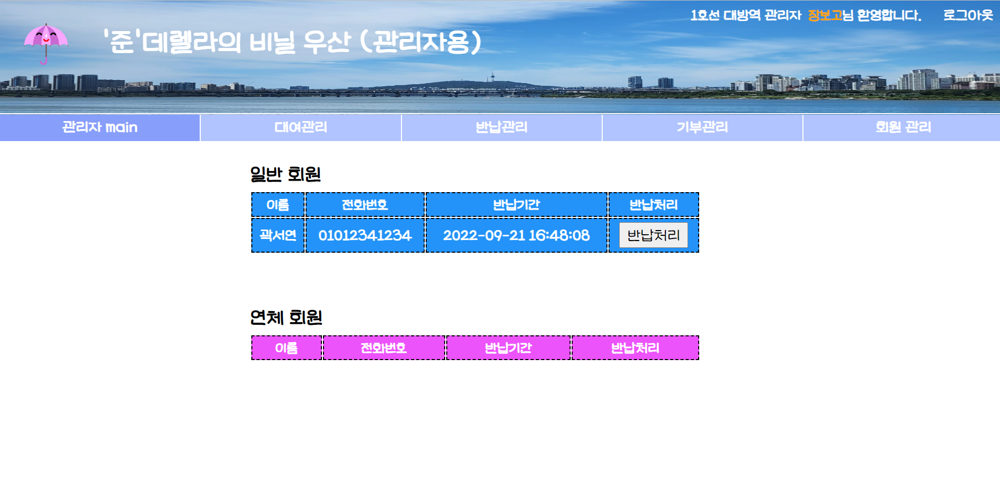 1호선 대방역 관리자 장보고님 환영합니다. 로그아웃
'준'데렐라의 비닐 우산 (관리자용)
관리자 main 대여관리 반납관리 기부관리 회원 관리
일반 회원
이름 전화번호 반납기간 반납처리
곽서연 01012341234 2022-09-21 16:48:08 반납처리
연체 회원
이름 전화번호 반납기간 반납처리